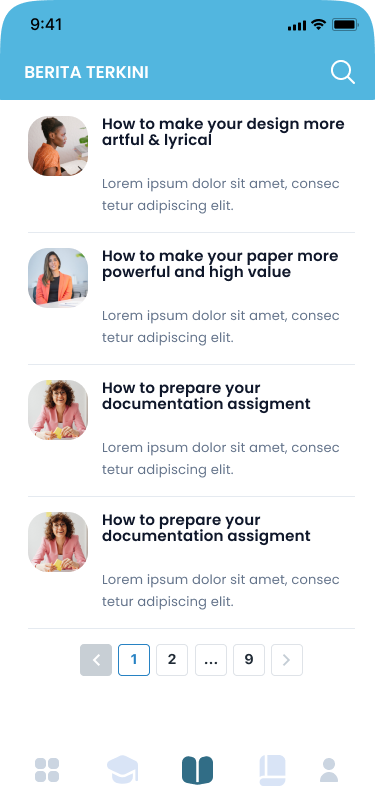 9:41
BERITA TERKINI
How to make your design more
artful & lyrical
Lorem ipsum dolor sit amet, consec
tetur adipiscing elit.
How to make your paper more
powerful and high value
Lorem ipsum dolor sit amet, consec
tetur adipiscing elit.
How to prepare your
documentation assigment
Lorem ipsum dolor sit amet, consec
tetur adipiscing elit.
How to prepare your
documentation assigment
Lorem ipsum dolor sit amet, consec
tetur adipiscing elit.
1 2 ... 9